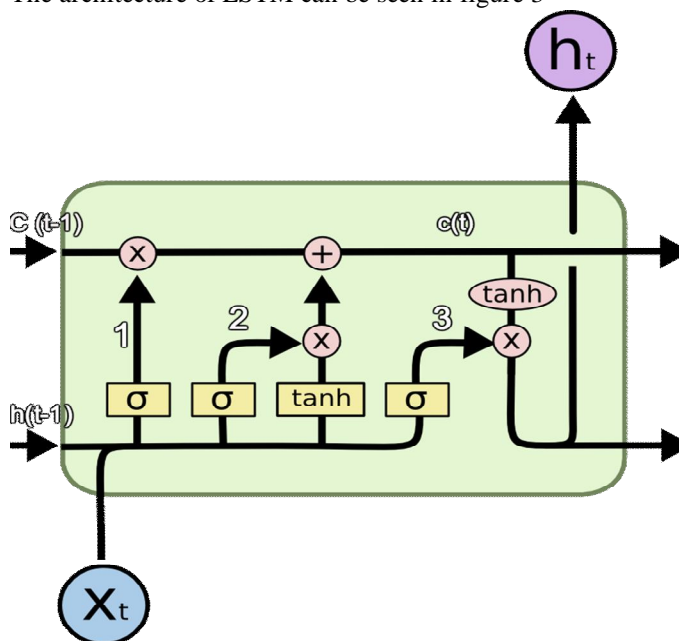 The architecture of LSTM can be seen in figure 3
ht
C (t-1)
c(t)
x
+
tanh
1
2
3
x
x
σ
σ
tanh
σ
h(t-1)
Xt